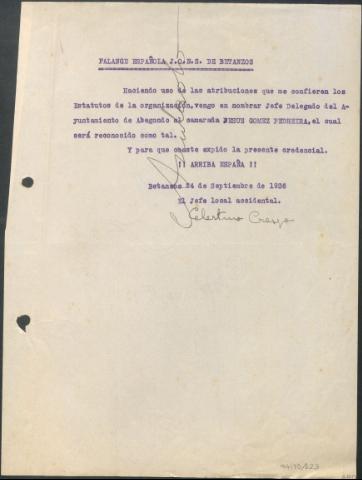 FALANGE ESPAÑOLA J.O.N.S. DE BETANZOS
Haciendo uso de las atribuciones que me confieren los
Estatutos de la organización, vengo en nombrar Jefe Delegado del A-
yuntamiento de Abegondo al camarada JESUS GOMEZ PEDREIRA, el cual
será reconocido como tal.
Y para que conste expido la presente credencial.
!! ARRIBA ESPAÑA !!
Betanzos 24 de Septiembre de 1936
El Jefe local accidental.
Celestino Crespo